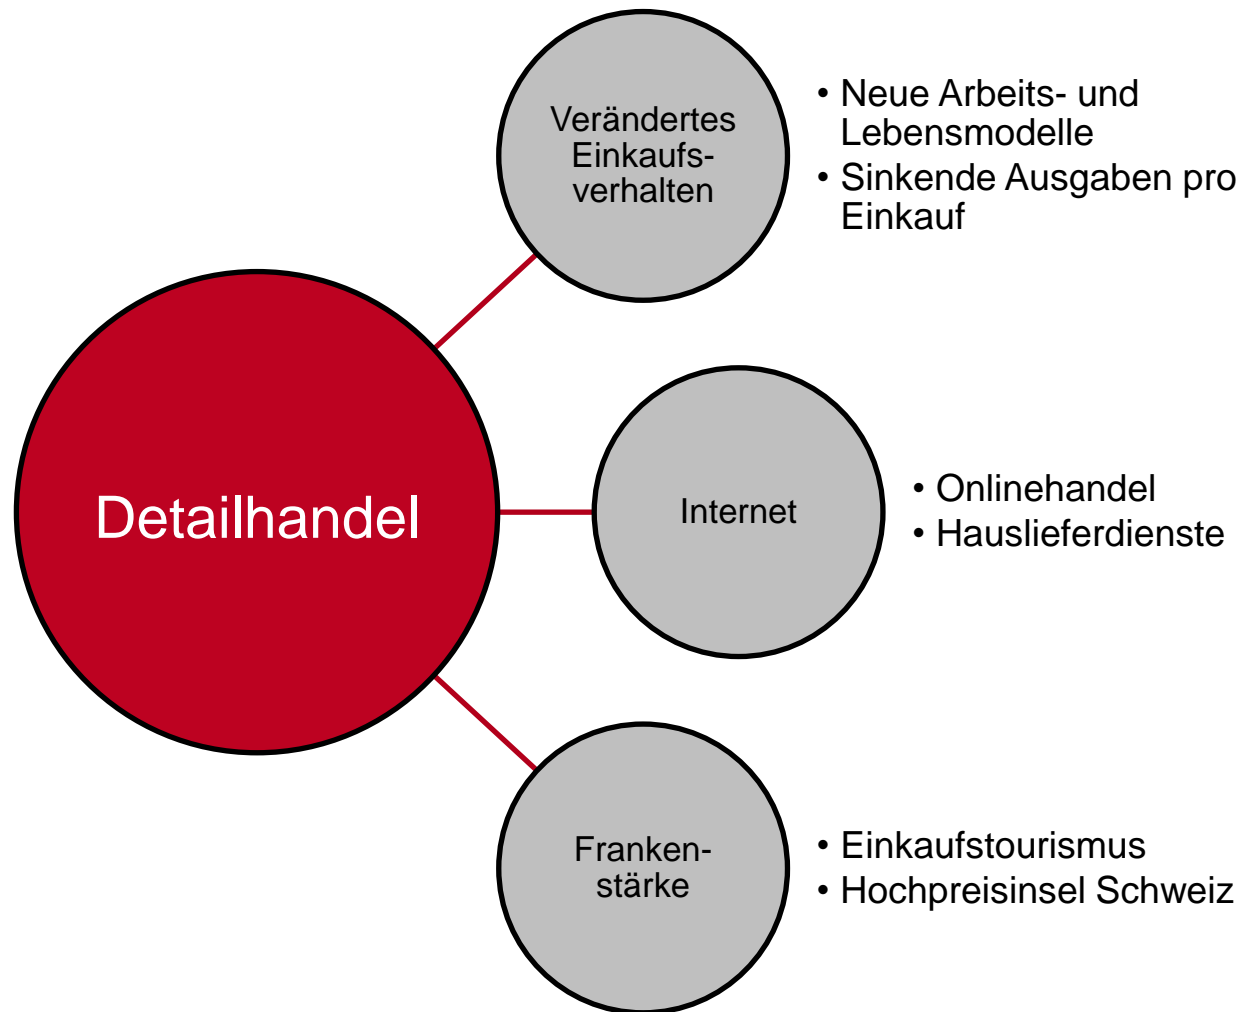 Detailhandel
Verändertes
Einkaufs-
verhalten
• Neue Arbeits- und
Lebensmodelle
• Sinkende Ausgaben pro
Einkauf
Internet
• Onlinehandel
• Hauslieferdienste
Franken-
stärke
• Einkaufstourismus
• Hochpreisinsel Schweiz